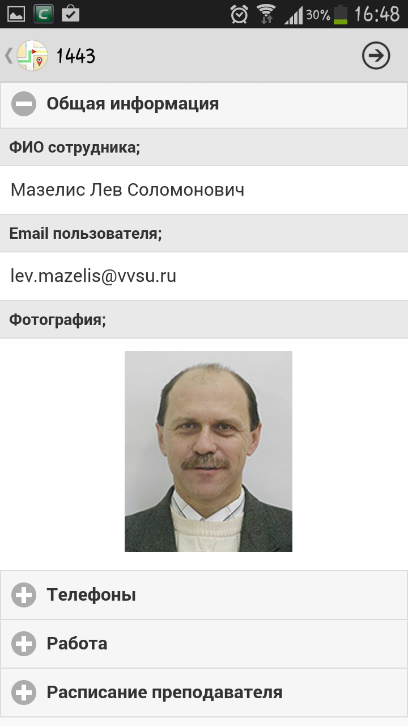 30% 16:48
1443
Общая информация
ФИО сотрудника;
Мазелис Лев Соломонович
Email пользователя;
lev.mazelis@vvsu.ru
Фотография;
Телефоны
Работа
Расписание преподавателя